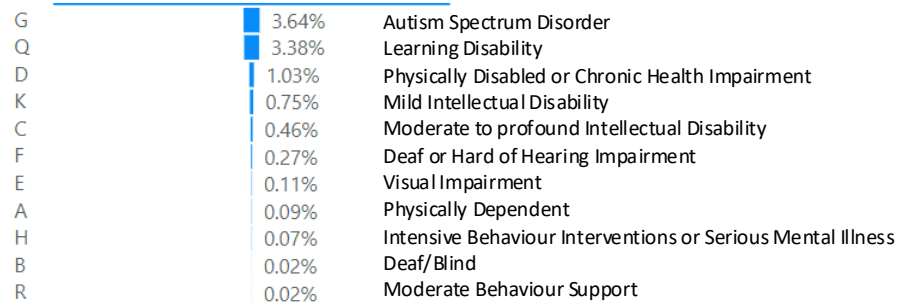 G 3.64% Autism Spectrum Disorder
Q 3.38% Learning Disability
D 1.03% Physically Disabled or Chronic Health Impairment
K 0.75% Mild Intellectual Disability
C 0.46% Moderate to profound Intellectual Disability
F 0.27% Deaf or Hard of Hearing Impairment
E 0.11% Visual Impairment
A 0.09% Physically Dependent
H 0.07% Intensive Behaviour Interventions or Serious Mental Illness
B 0.02% Deaf/Blind
R 0.02% Moderate Behaviour Support